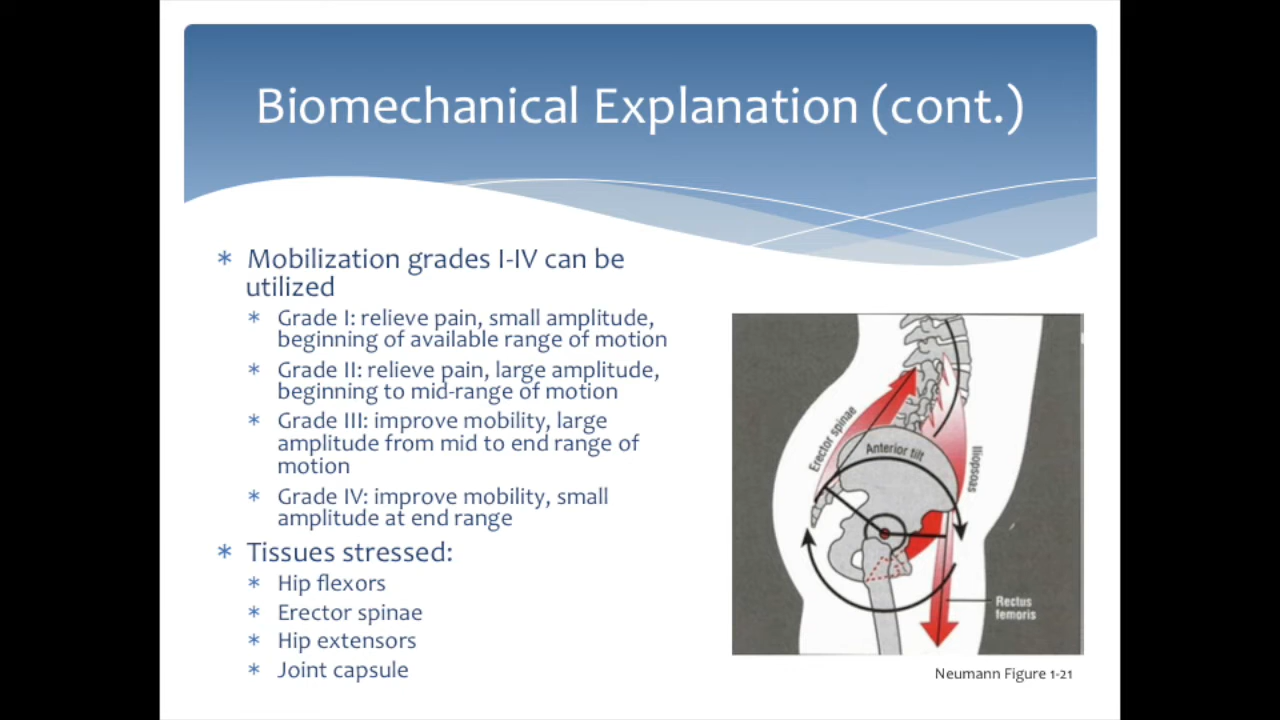 Biomechanical Explanation (cont.)
* Mobilization grades I-IV can be
utilized
* Grade I: relieve pain, small amplitude,
beginning of available range of motion
* Grade II: relieve pain, large amplitude,
beginning to mid-range of motion
* Grade III: improve mobility, large
amplitude from mid to end range of
motion
* Grade IV: improve mobility, small
amplitude at end range
* Tissues stressed:
* Hip flexors
* Erector spinae
* Hip extensors
* Joint capsule
Erector spinae
Anterior tilt
Iliopsoas
Rectus
femoris
Neumann Figure 1-21